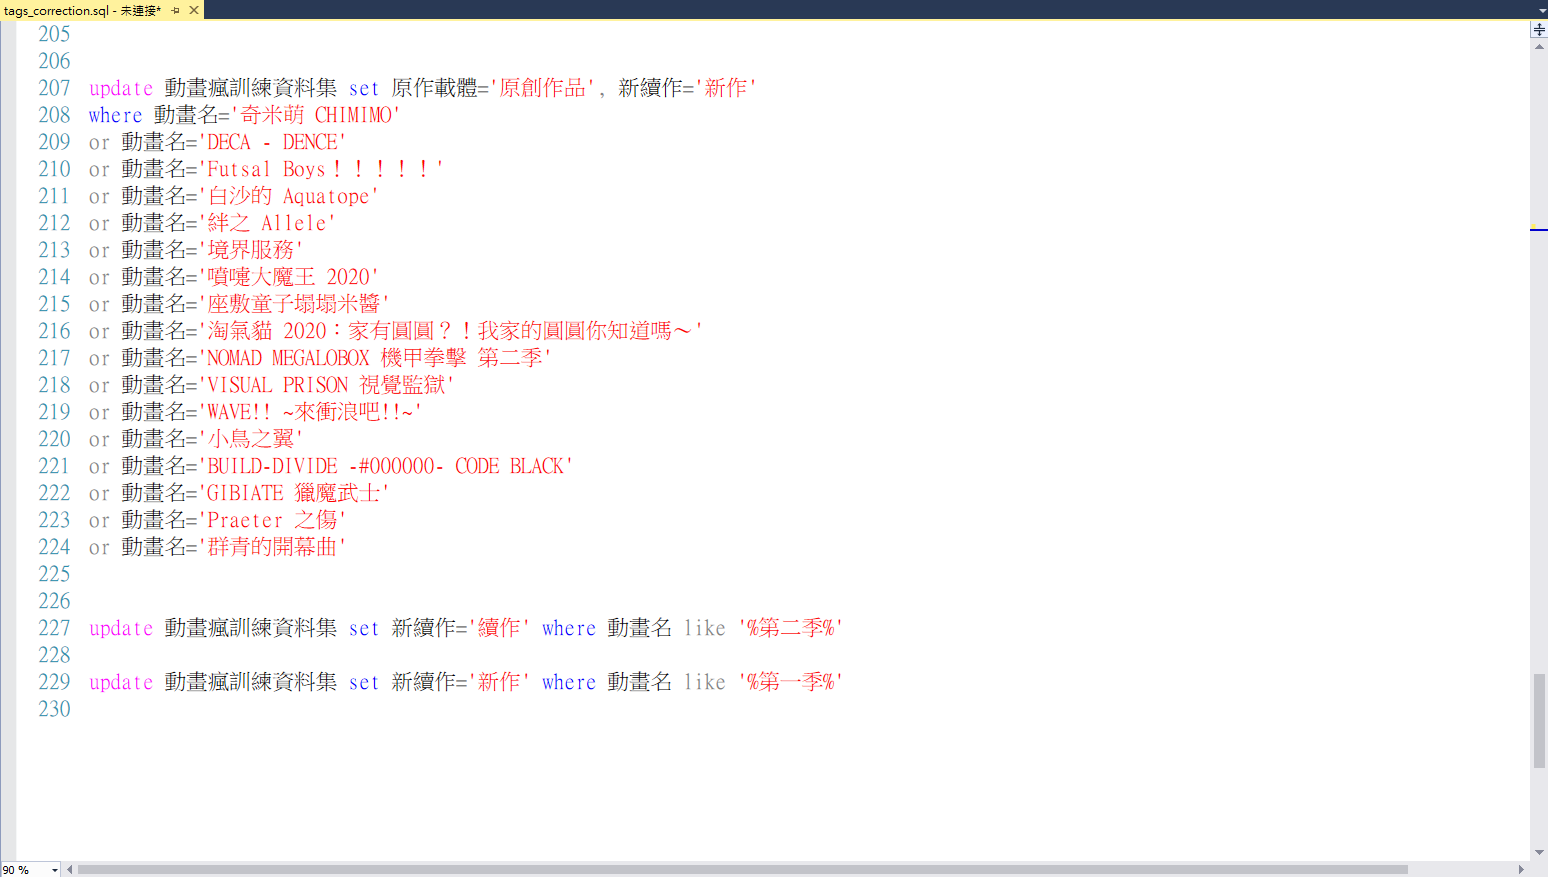 tags_correction.sql - 未連接*
205
206
207 update 動畫瘋訓練資料集 set 原作載體='原創作品', 新續作='新作'
208 where 動畫名='奇米萌 CHIMIMO'
209 or 動畫名='DECA - DENCE'
210 or 動畫名='Futsal Boys！！！！！'
211 or 動畫名='白沙的 Aquatope'
212 or 動畫名='絆之 Allele'
213 or 動畫名='境界服務'
214 or 動畫名='噴嚏大魔王 2020'
215 or 動畫名='座敷童子塌塌米醬'
216 or 動畫名='淘氣貓 2020：家有圓圓？！我家的圓圓你知道嗎～'
217 or 動畫名='NOMAD MEGALOBOX 機甲拳擊 第二季'
218 or 動畫名='VISUAL PRISON 視覺監獄'
219 or 動畫名='WAVE!! ~來衝浪吧!!~'
220 or 動畫名='小鳥之翼'
221 or 動畫名='BUILD-DIVIDE -#000000- CODE BLACK'
222 or 動畫名='GIBIATE 獵魔武士'
223 or 動畫名='Praeter 之傷'
224 or 動畫名='群青的開幕曲'
225
226
227 update 動畫瘋訓練資料集 set 新續作='續作' where 動畫名 like '%第二季%'
228
229 update 動畫瘋訓練資料集 set 新續作='新作' where 動畫名 like '%第一季%'
230
90 %